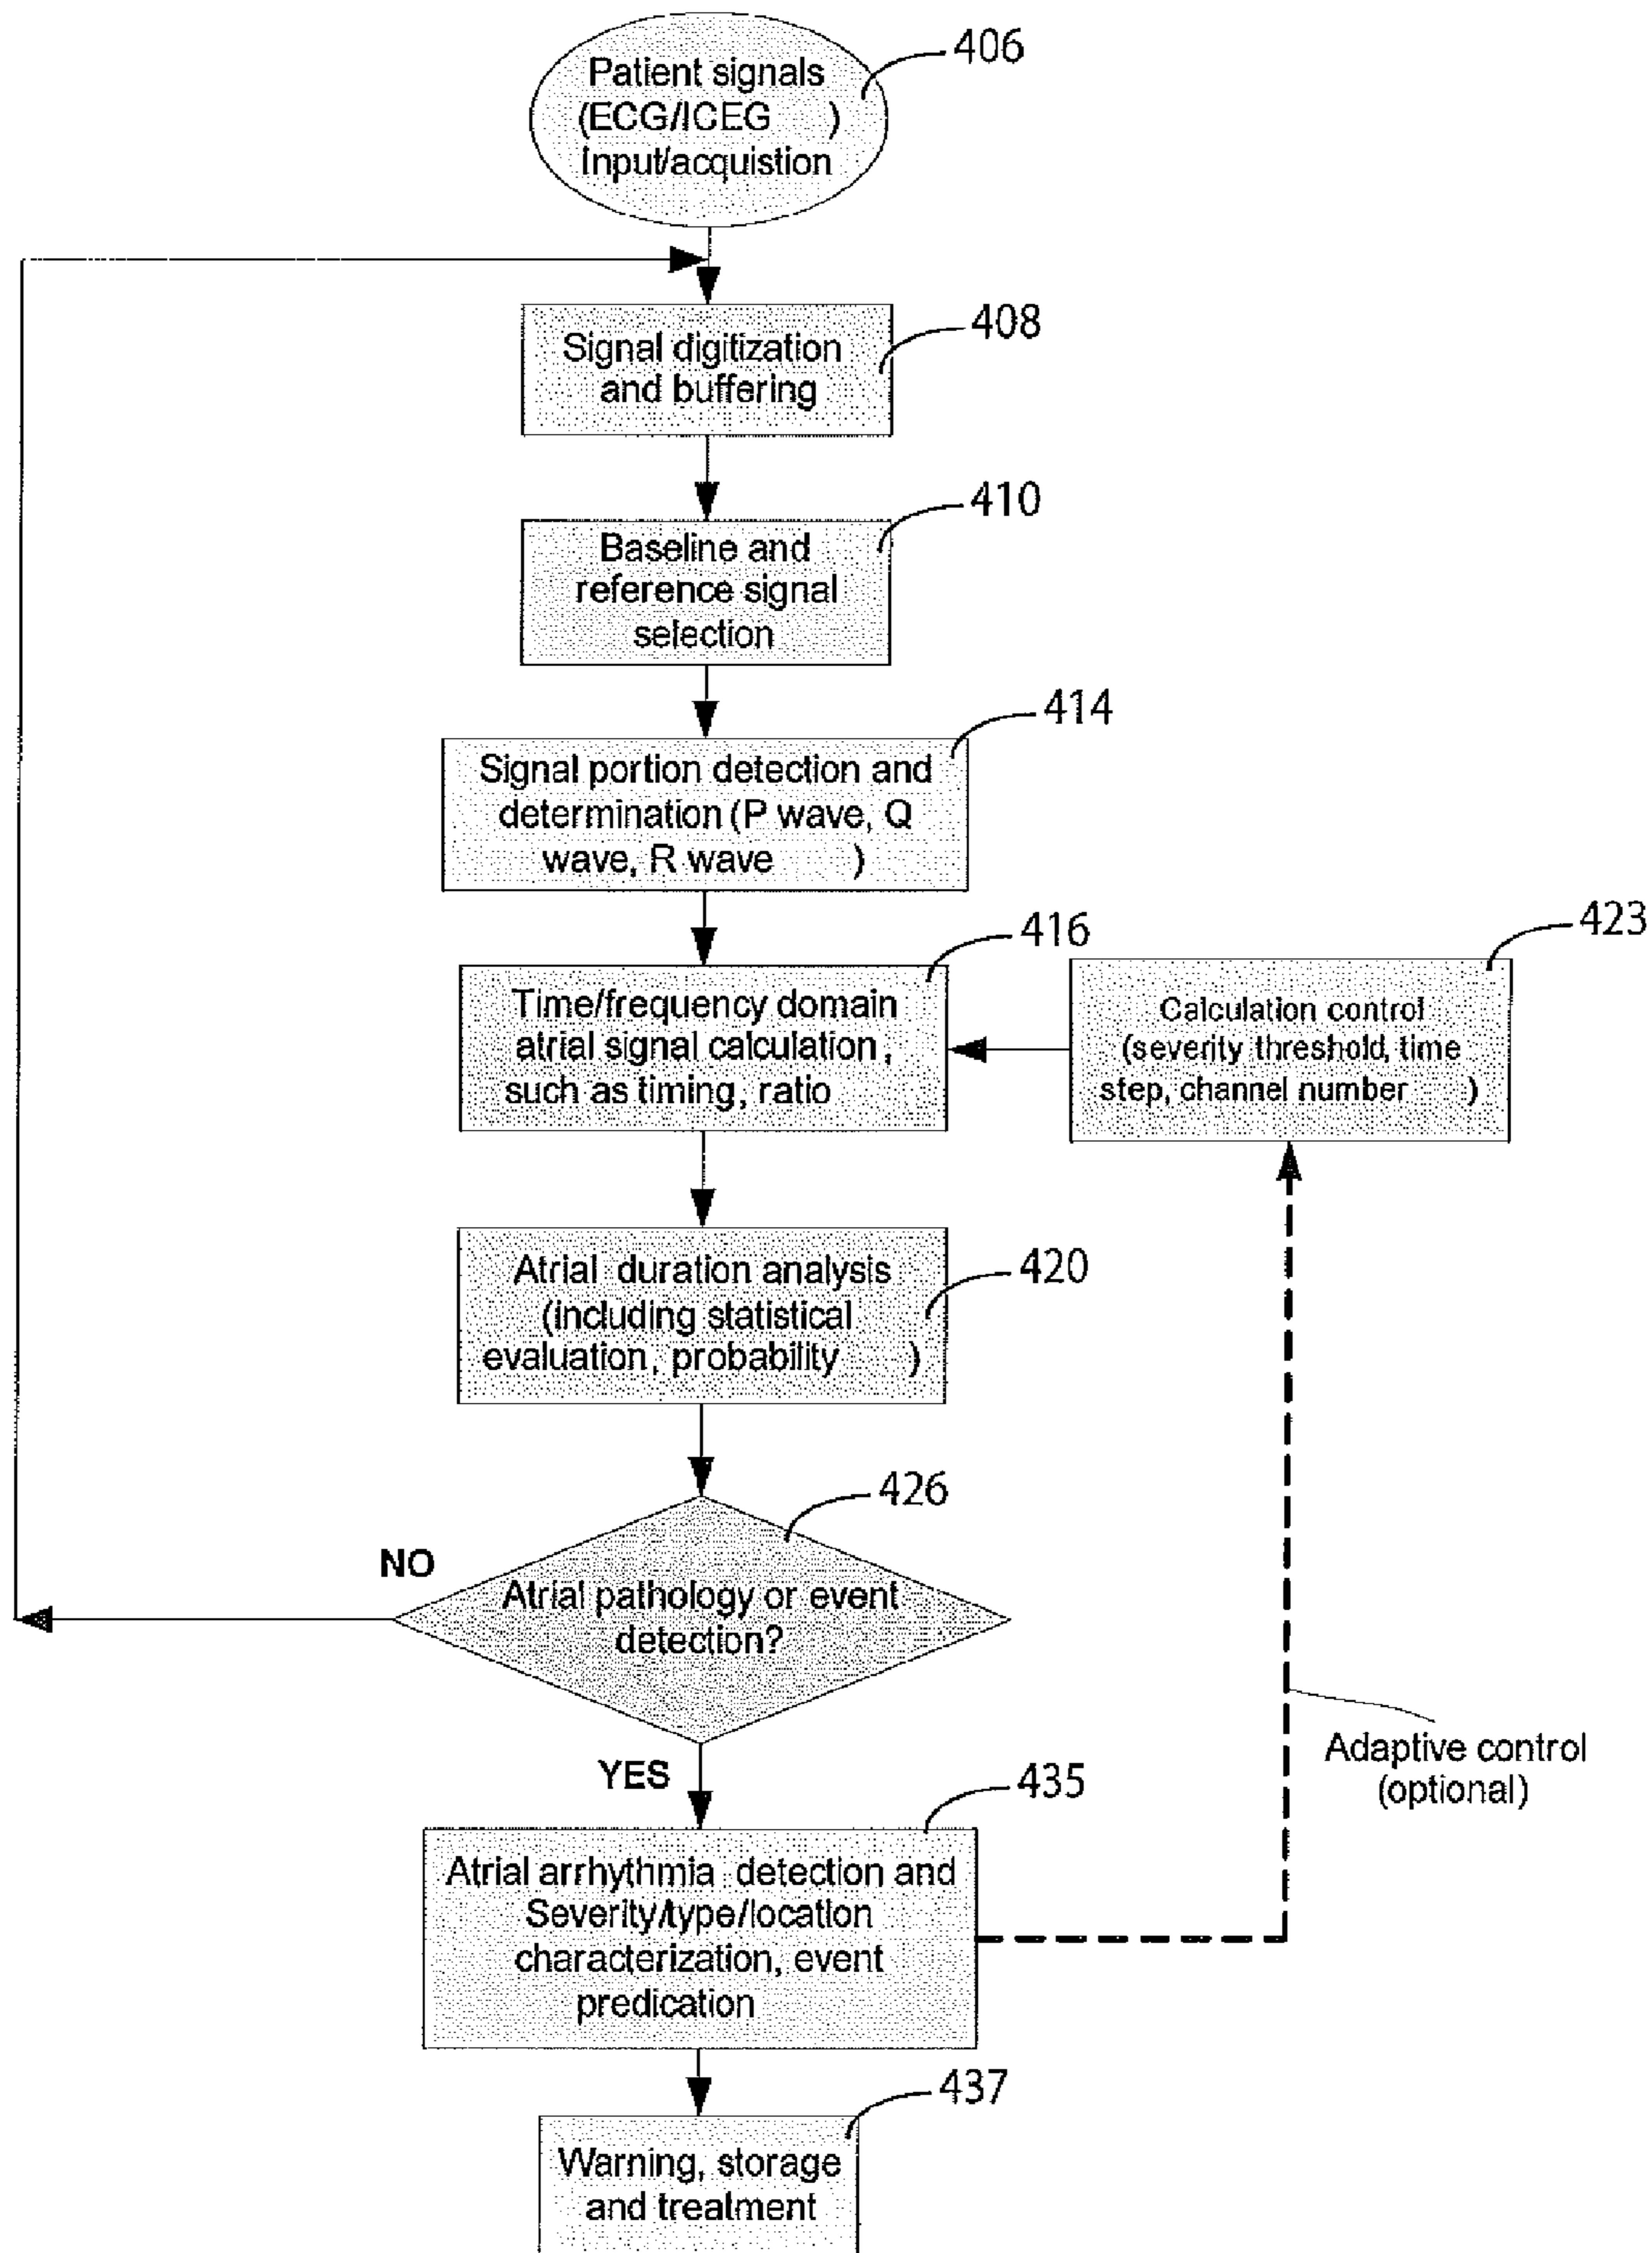 406
Patient signals
(ECG/ICEG )
Input/acquistion
408
Signal digitization
and buffering
410
Baseline and
reference signal
selection
414
Signal portion detection and
determination (P wave, Q
wave, R wave )
416
Time/frequency domain
atrial signal calculation,
such as timing, ratio
423
Calculation control
(severity threshold, time
step, channel number )
420
Atrial duration analysis
(including statistical
evaluation, probability )
426
NO
Atrial pathology or event
detection?
YES
Adaptive control
(optional)
435
Atrial arrhythmia detection and
Severity/type/location
characterization, event
predication
437
Warning, storage
and treatment